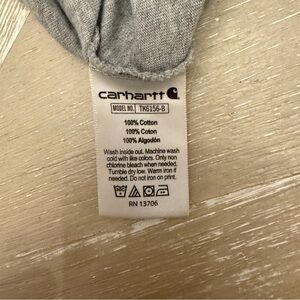 carhartt
MODEL NO. TK6156-B
100% Cotton
100% Coton
100% Algodón
Wash inside out. Machine wash
cold with like colors. Only non
chlorine bleach when needed.
Tumble dry low. Warm iron if
needed. Do not iron on print.
RN 13706